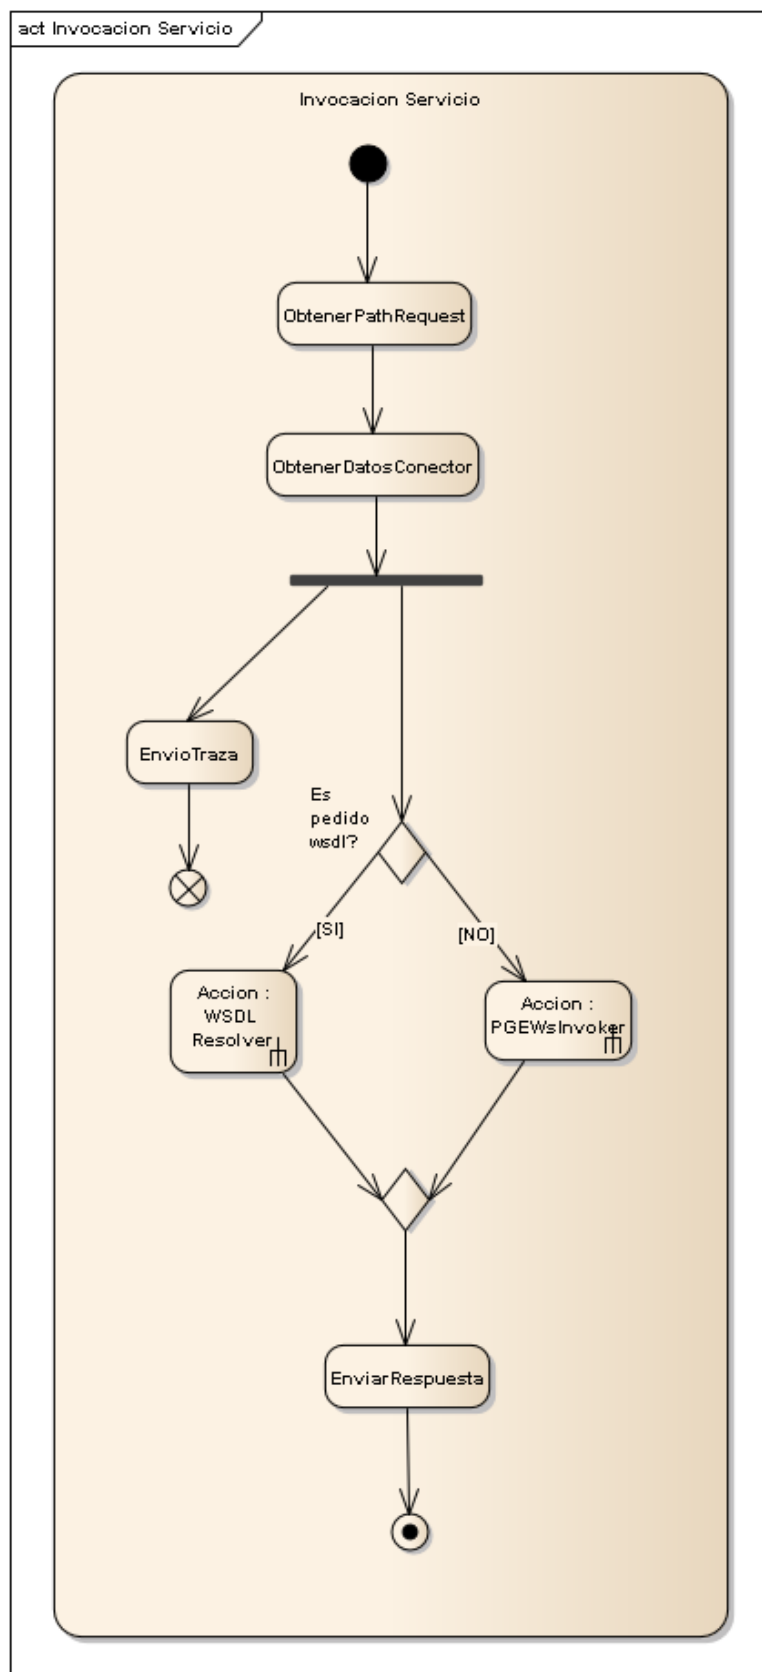 act Invocacion Servicio
Invocacion Servicio
ObtenerPathRequest
ObtenerDatosConector
EnvioTraza
Es
pedido
wsdl?
[SI]
[NO]
Accion :
WSDL
Resolver
Accion :
PGEWsInvoker
EnviarRespuesta